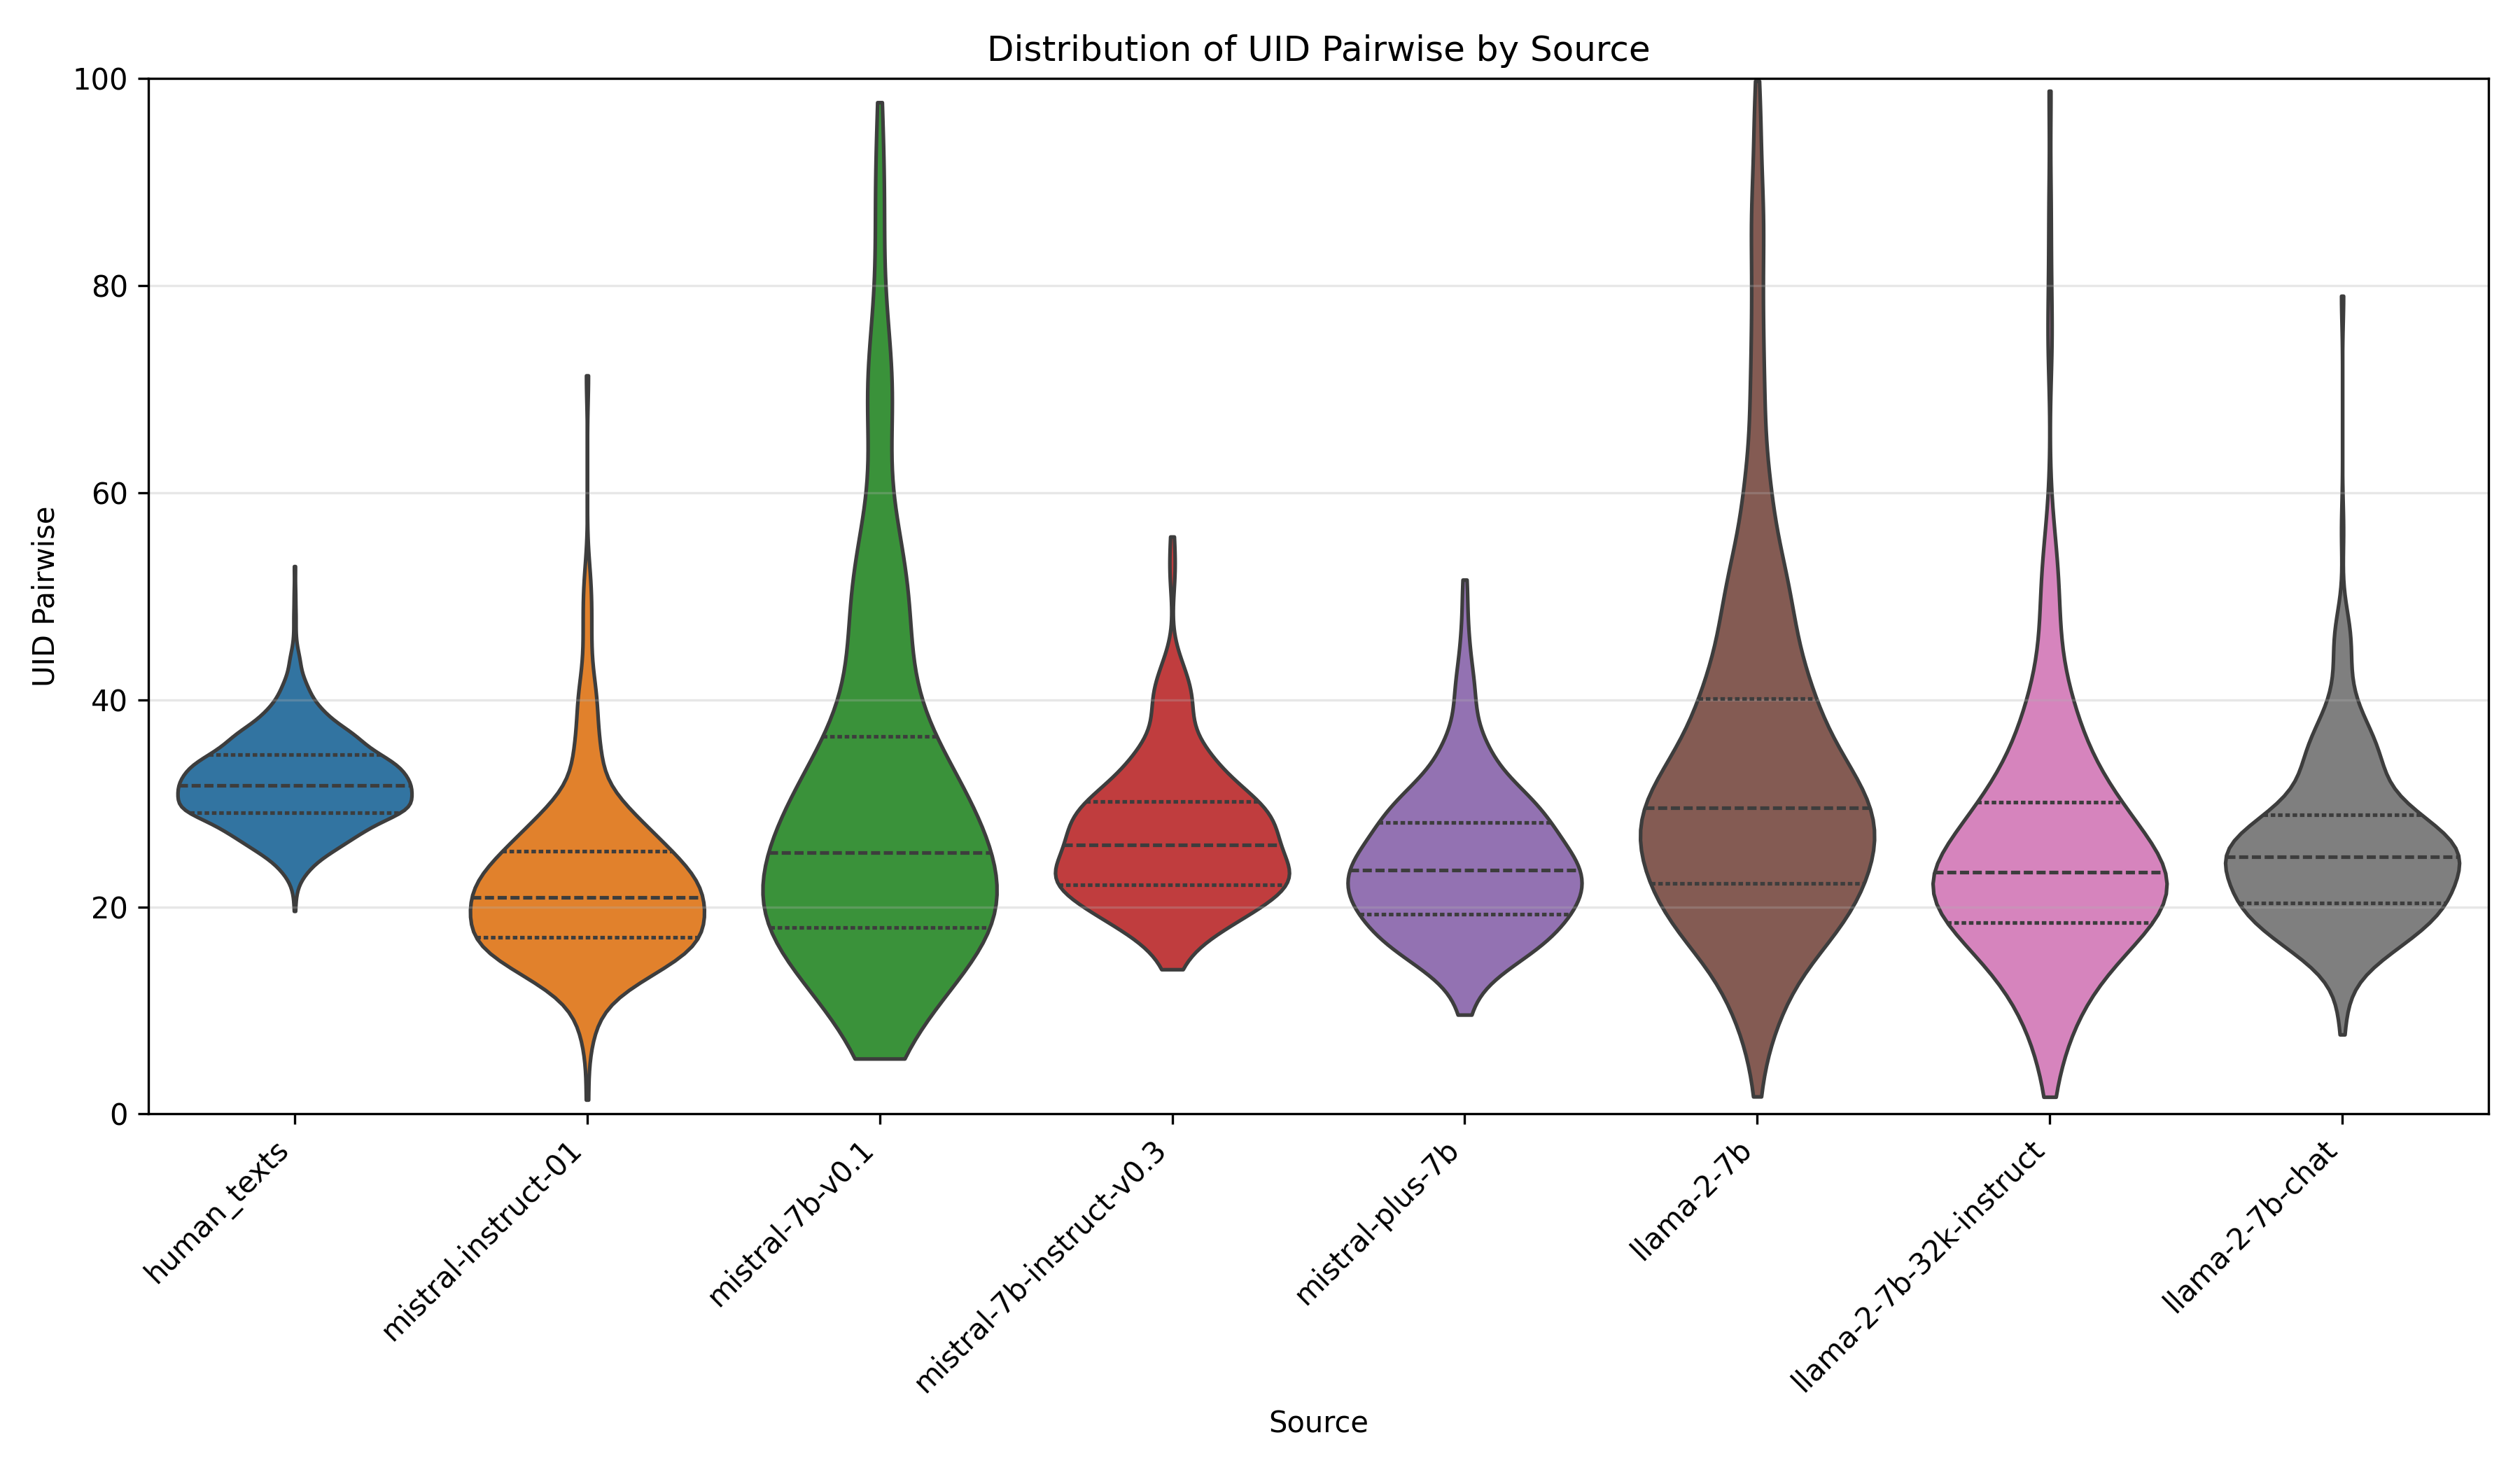 Distribution of UID Pairwise by Source
UID Pairwise
100
80
60
40
20
0
human_texts
mistral-instruct-01
mistral-7b-v0.1
mistral-7b-instruct-v0.3
mistral-plus-7b
llama-2-7b
llama-2-7b-32k-instruct
llama-2-7b-chat
Source